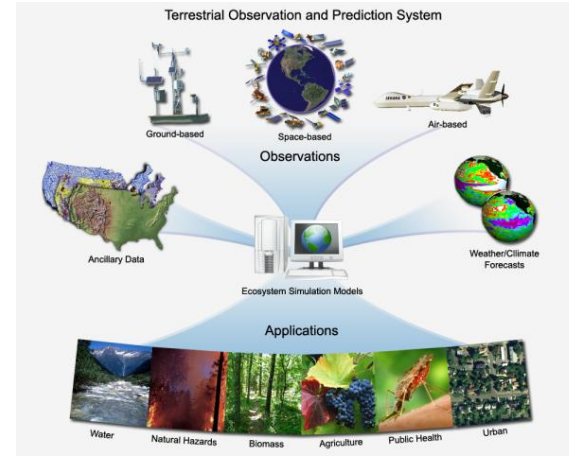 Terrestrial Observation and Prediction System
Ground-based
Space-based
Air-based
Observations
Ancillary Data
Weather/Cllimate
Forecasts
Ecosystem Simulation Models
Applications
Water
Natural Hazards
Biomass
Agriculture
Public Health
Urban